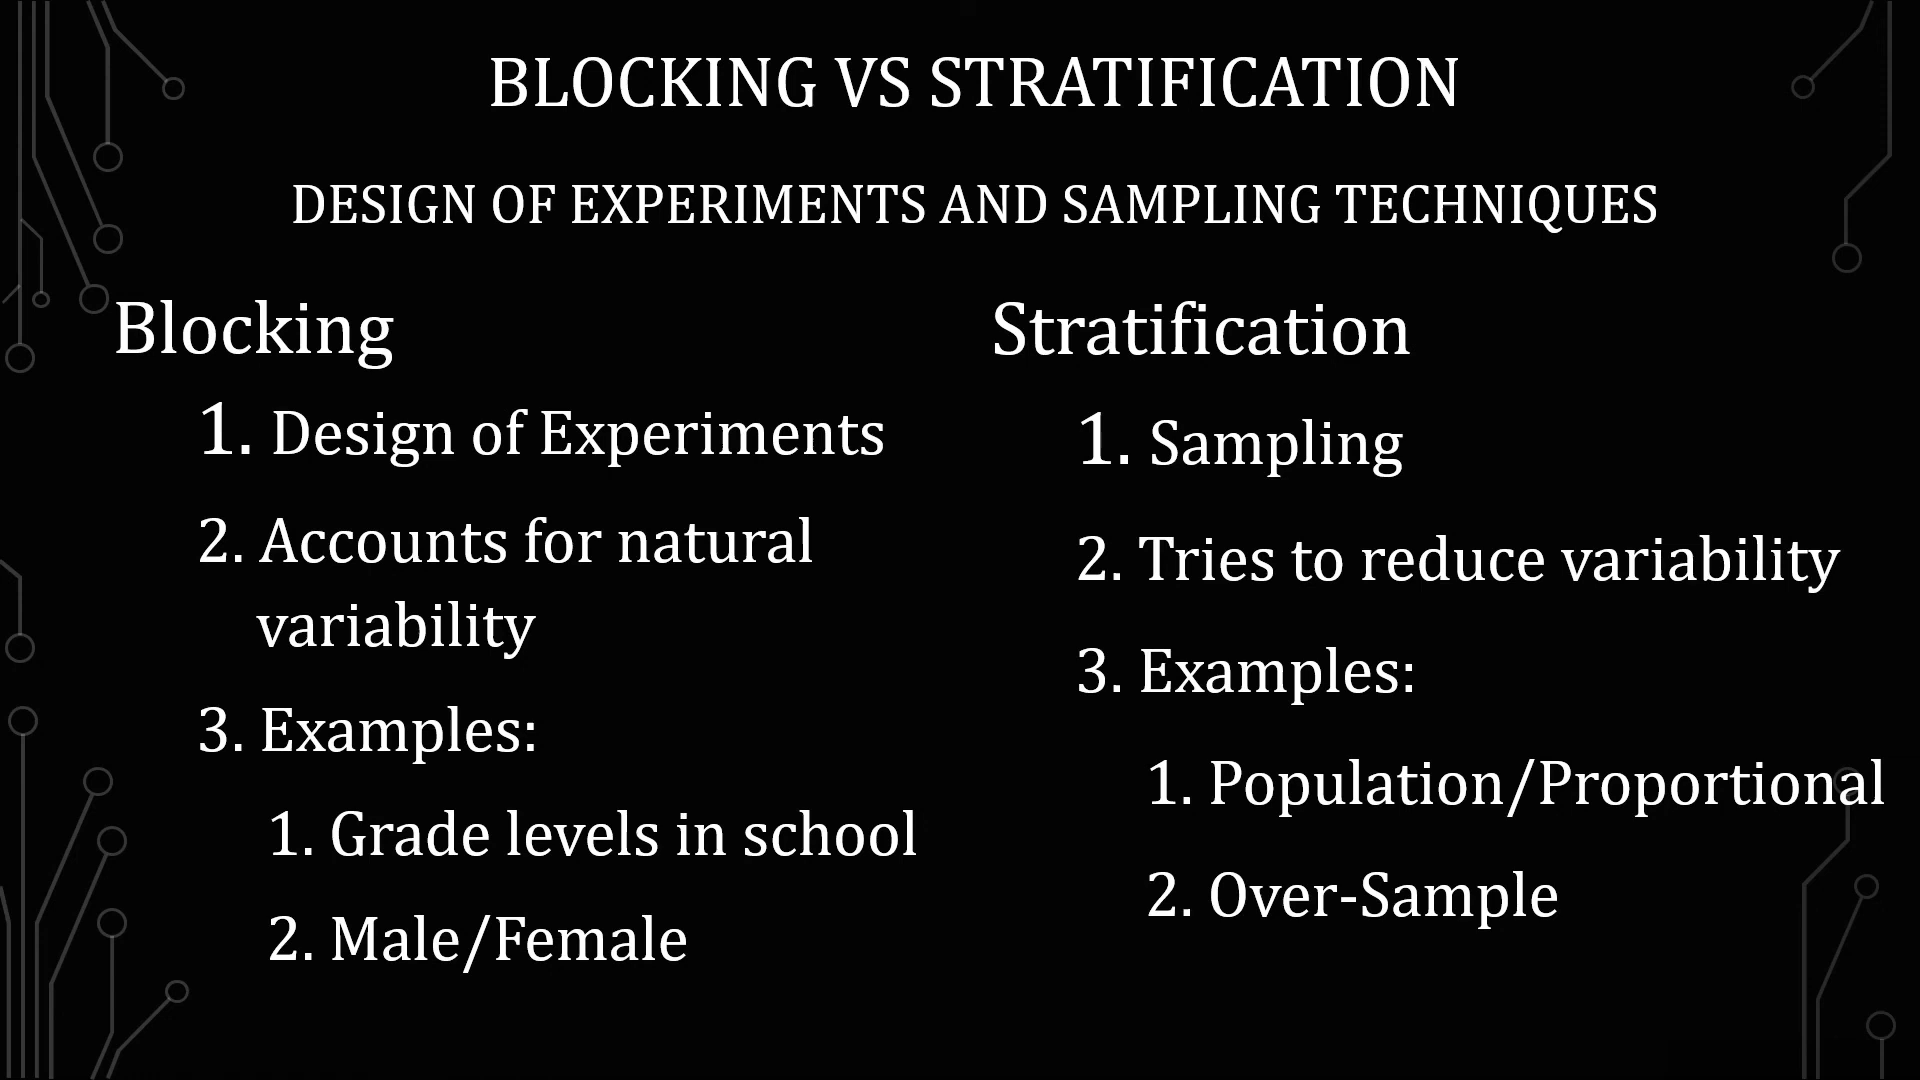 BLOCKING VS STRATIFICATION
DESIGN OF EXPERIMENTS AND SAMPLING TECHNIQUES
Blocking
1. Design of Experiments
2. Accounts for natural
variability
3. Examples:
1. Grade levels in school
2. Male/Female
Stratification
1. Sampling
2. Tries to reduce variability
3. Examples:
1. Population/Proportional
2. Over-Sample